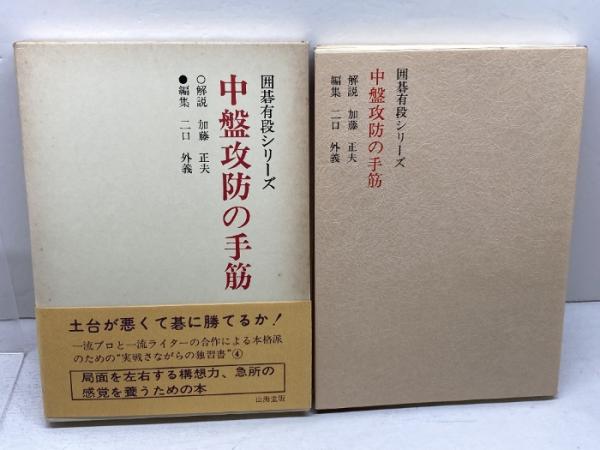 囲碁有段シリーズ
中盤攻防の手筋
○解説 加藤 正夫
●編集 二口 外義
土台が悪くて碁に勝てるか!
一流プロと一流ライターの合作による本格派
のための“実戦さながらの独習書”④
局面を左右する構想力、急所の
感覚を養うための本
山海堂版
囲碁有段シリーズ
中盤攻防の手筋
解説 加藤 正夫
編集 二口 外義